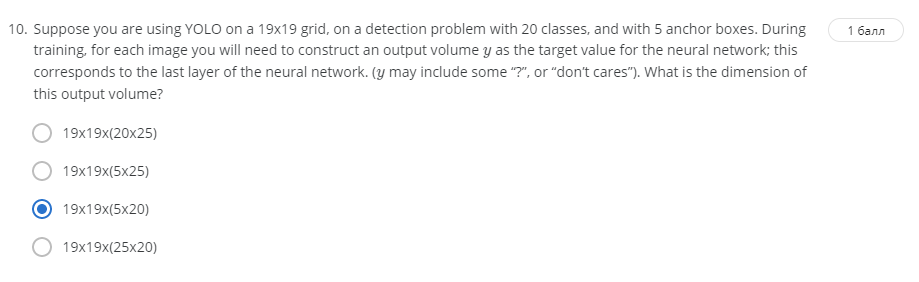 10. Suppose you are using YOLO on a 19x19 grid, on a detection problem with 20 classes, and with 5 anchor boxes. During
1 балл
training, for each image you will need to construct an output volume y as the target value for the neural network; this
corresponds to the last layer of the neural network. (y may include some “?”, or “don’t cares”). What is the dimension of
this output volume?
19x19x(20x25)
19x19x(5x25)
19x19x(5x20)
19x19x(25x20)